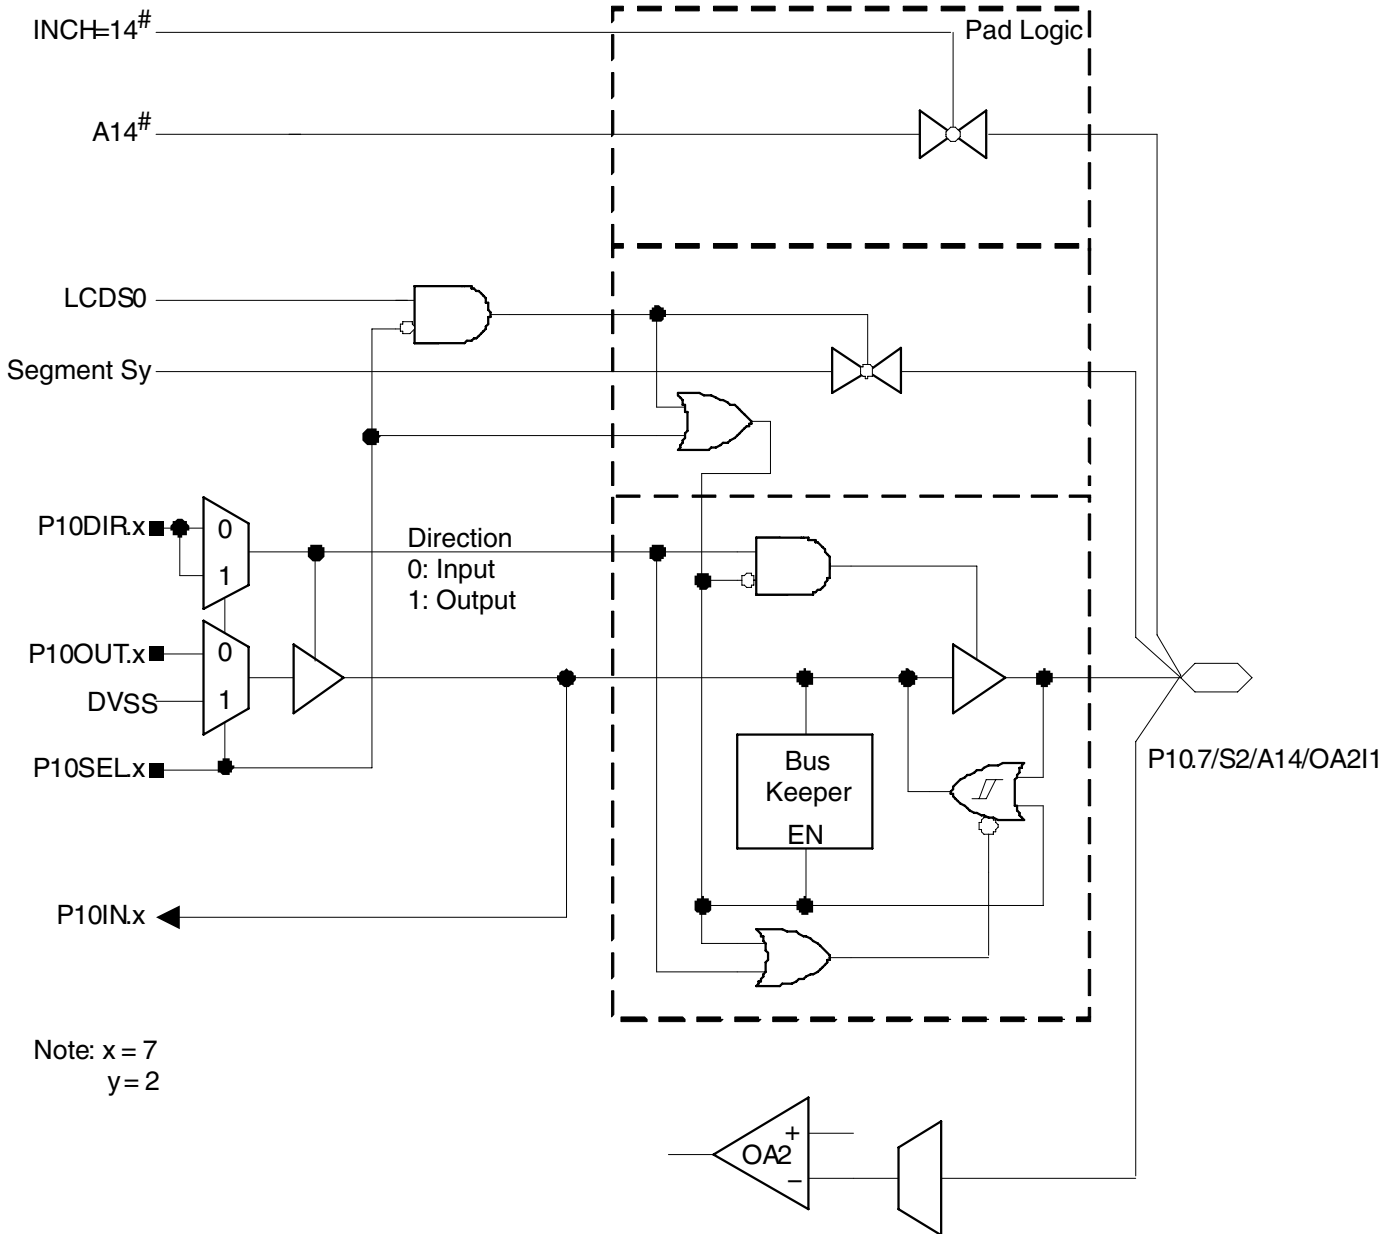 INCH=14#
Pad Logic
A14#
LCDS0
Segment Sy
P10DIR.x
0
1
Direction
0: Input
1: Output
P10OUT.x
0
DVSS
1
P10SEL.x
Bus
Keeper
EN
P10.7/S2/A14/OA2I1
P10IN.x
Note: x = 7
y = 2
+
OA2
−